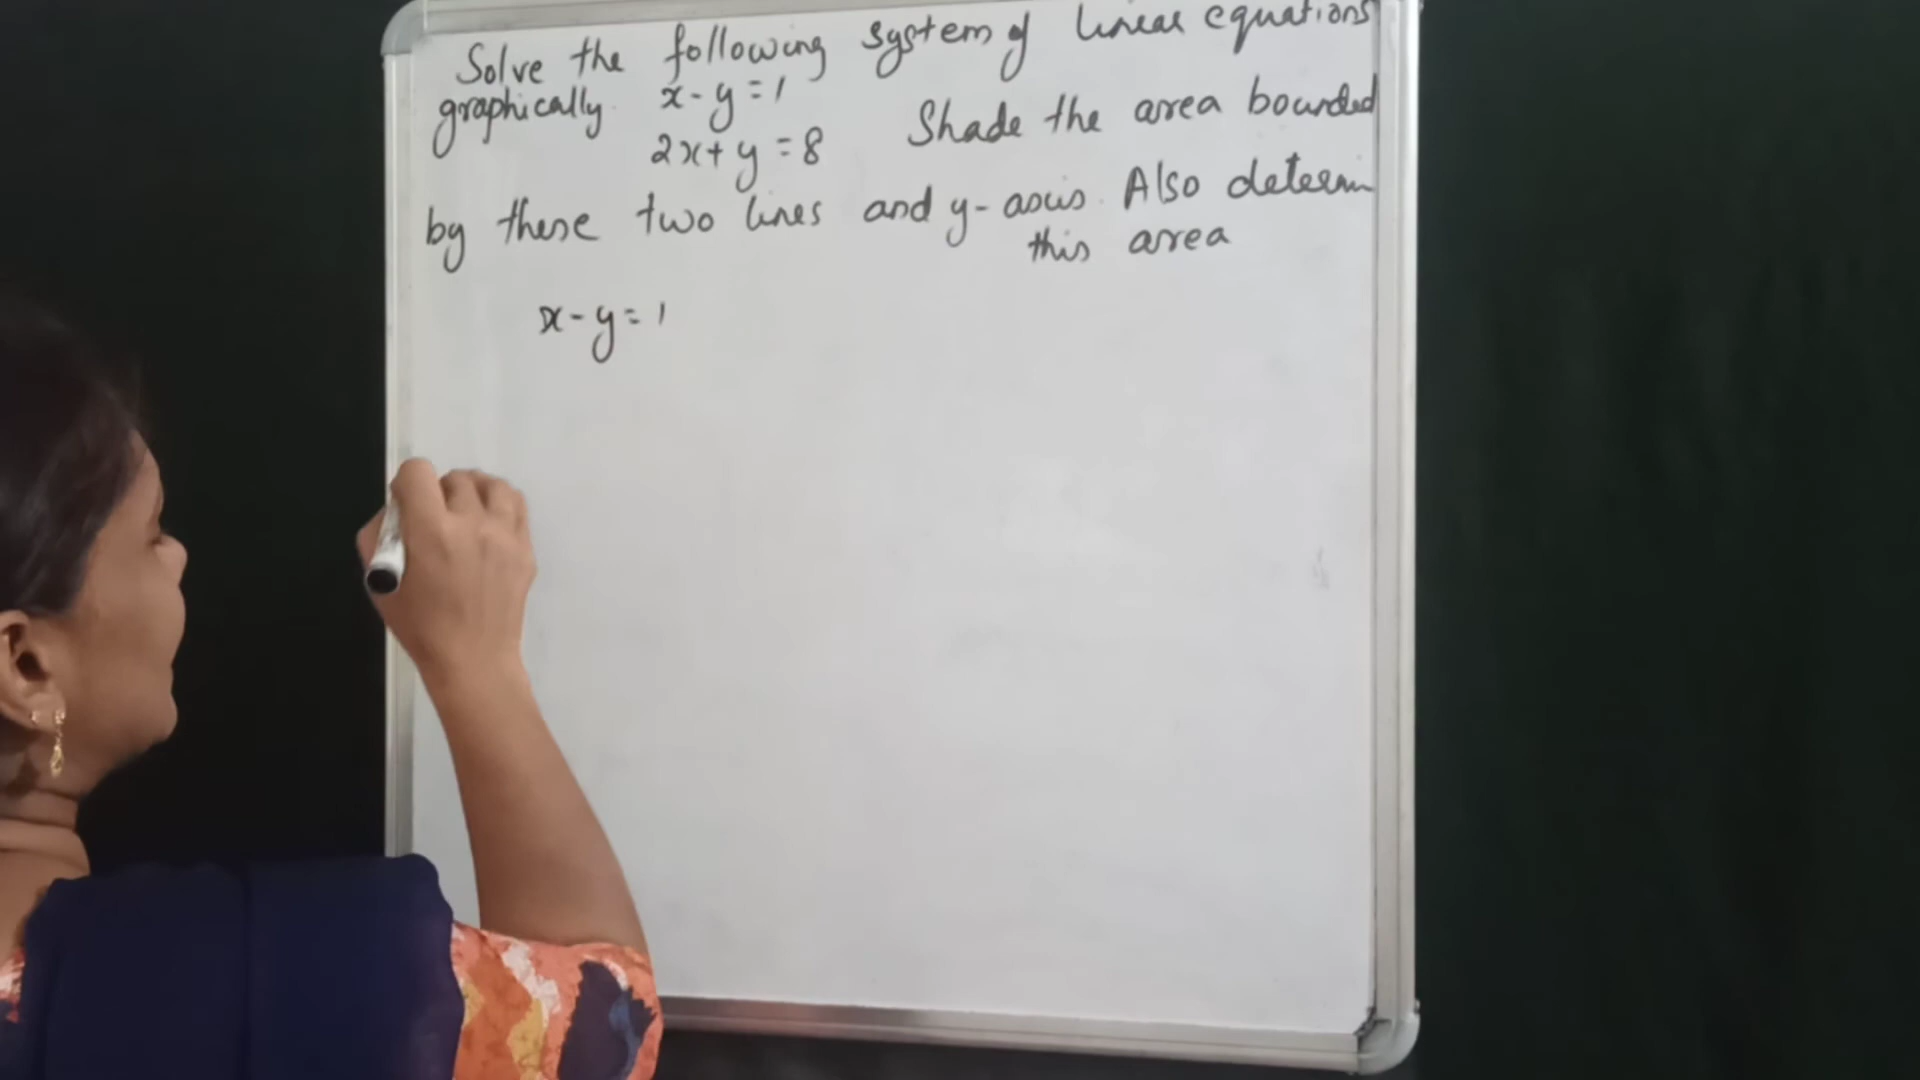 Solve the following system of linear equations
graphically x - y = 1
2x + y = 8 Shade the area bounded
by these two lines and y-axis. Also determin
this area
x - y = 1